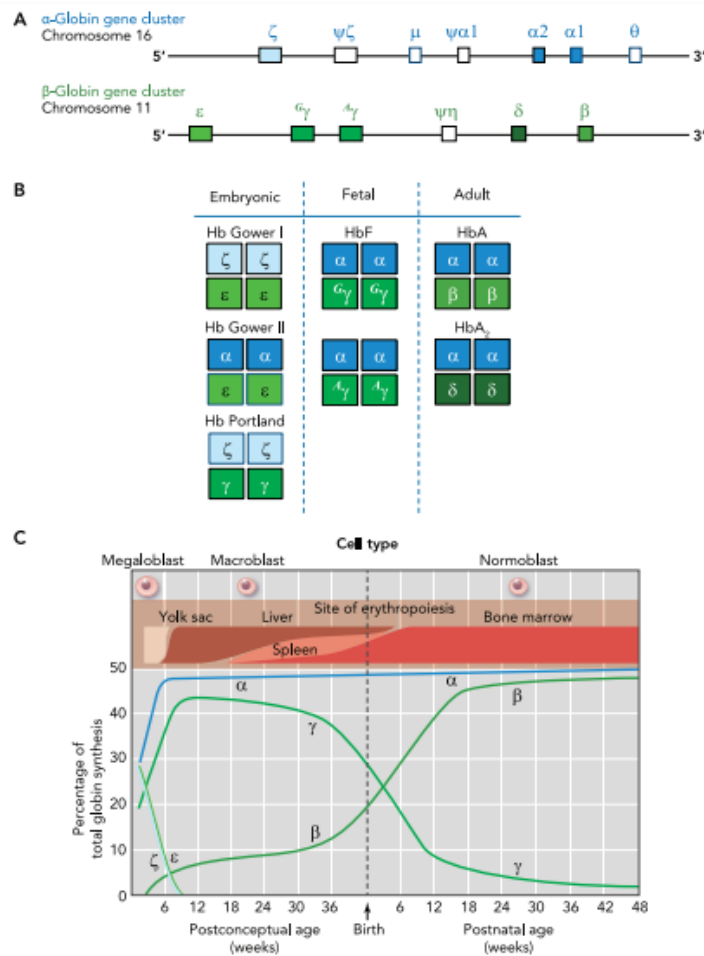 A
α-Globin gene cluster
Chromosome 16
ζ ψζ μ ψα1 α2 α1 θ
5′ 3′
β-Globin gene cluster
Chromosome 11
ε Gγ Aγ ψη δ β
5′ 3′
B
Embryonic Fetal Adult
Hb Gower I HbF HbA
ζ ζ α α α α
ε ε Gγ Gγ β β
Hb Gower II HbA2
α α α α α α
ε ε Aγ Aγ δ δ
Hb Portland
ζ ζ
γ γ
C
Cell type
Megaloblast Macroblast Normoblast
Site of erythropoiesis
Yolk sac Liver Bone marrow
Spleen
Percentage of
total globin synthesis
50
α α
β
40
γ
30
20
β
10
ζ ε γ
0
6 12 18 24 30 36 6 12 18 24 30 36 42 48
Postconceptual age Birth Postnatal age
(weeks) (weeks)